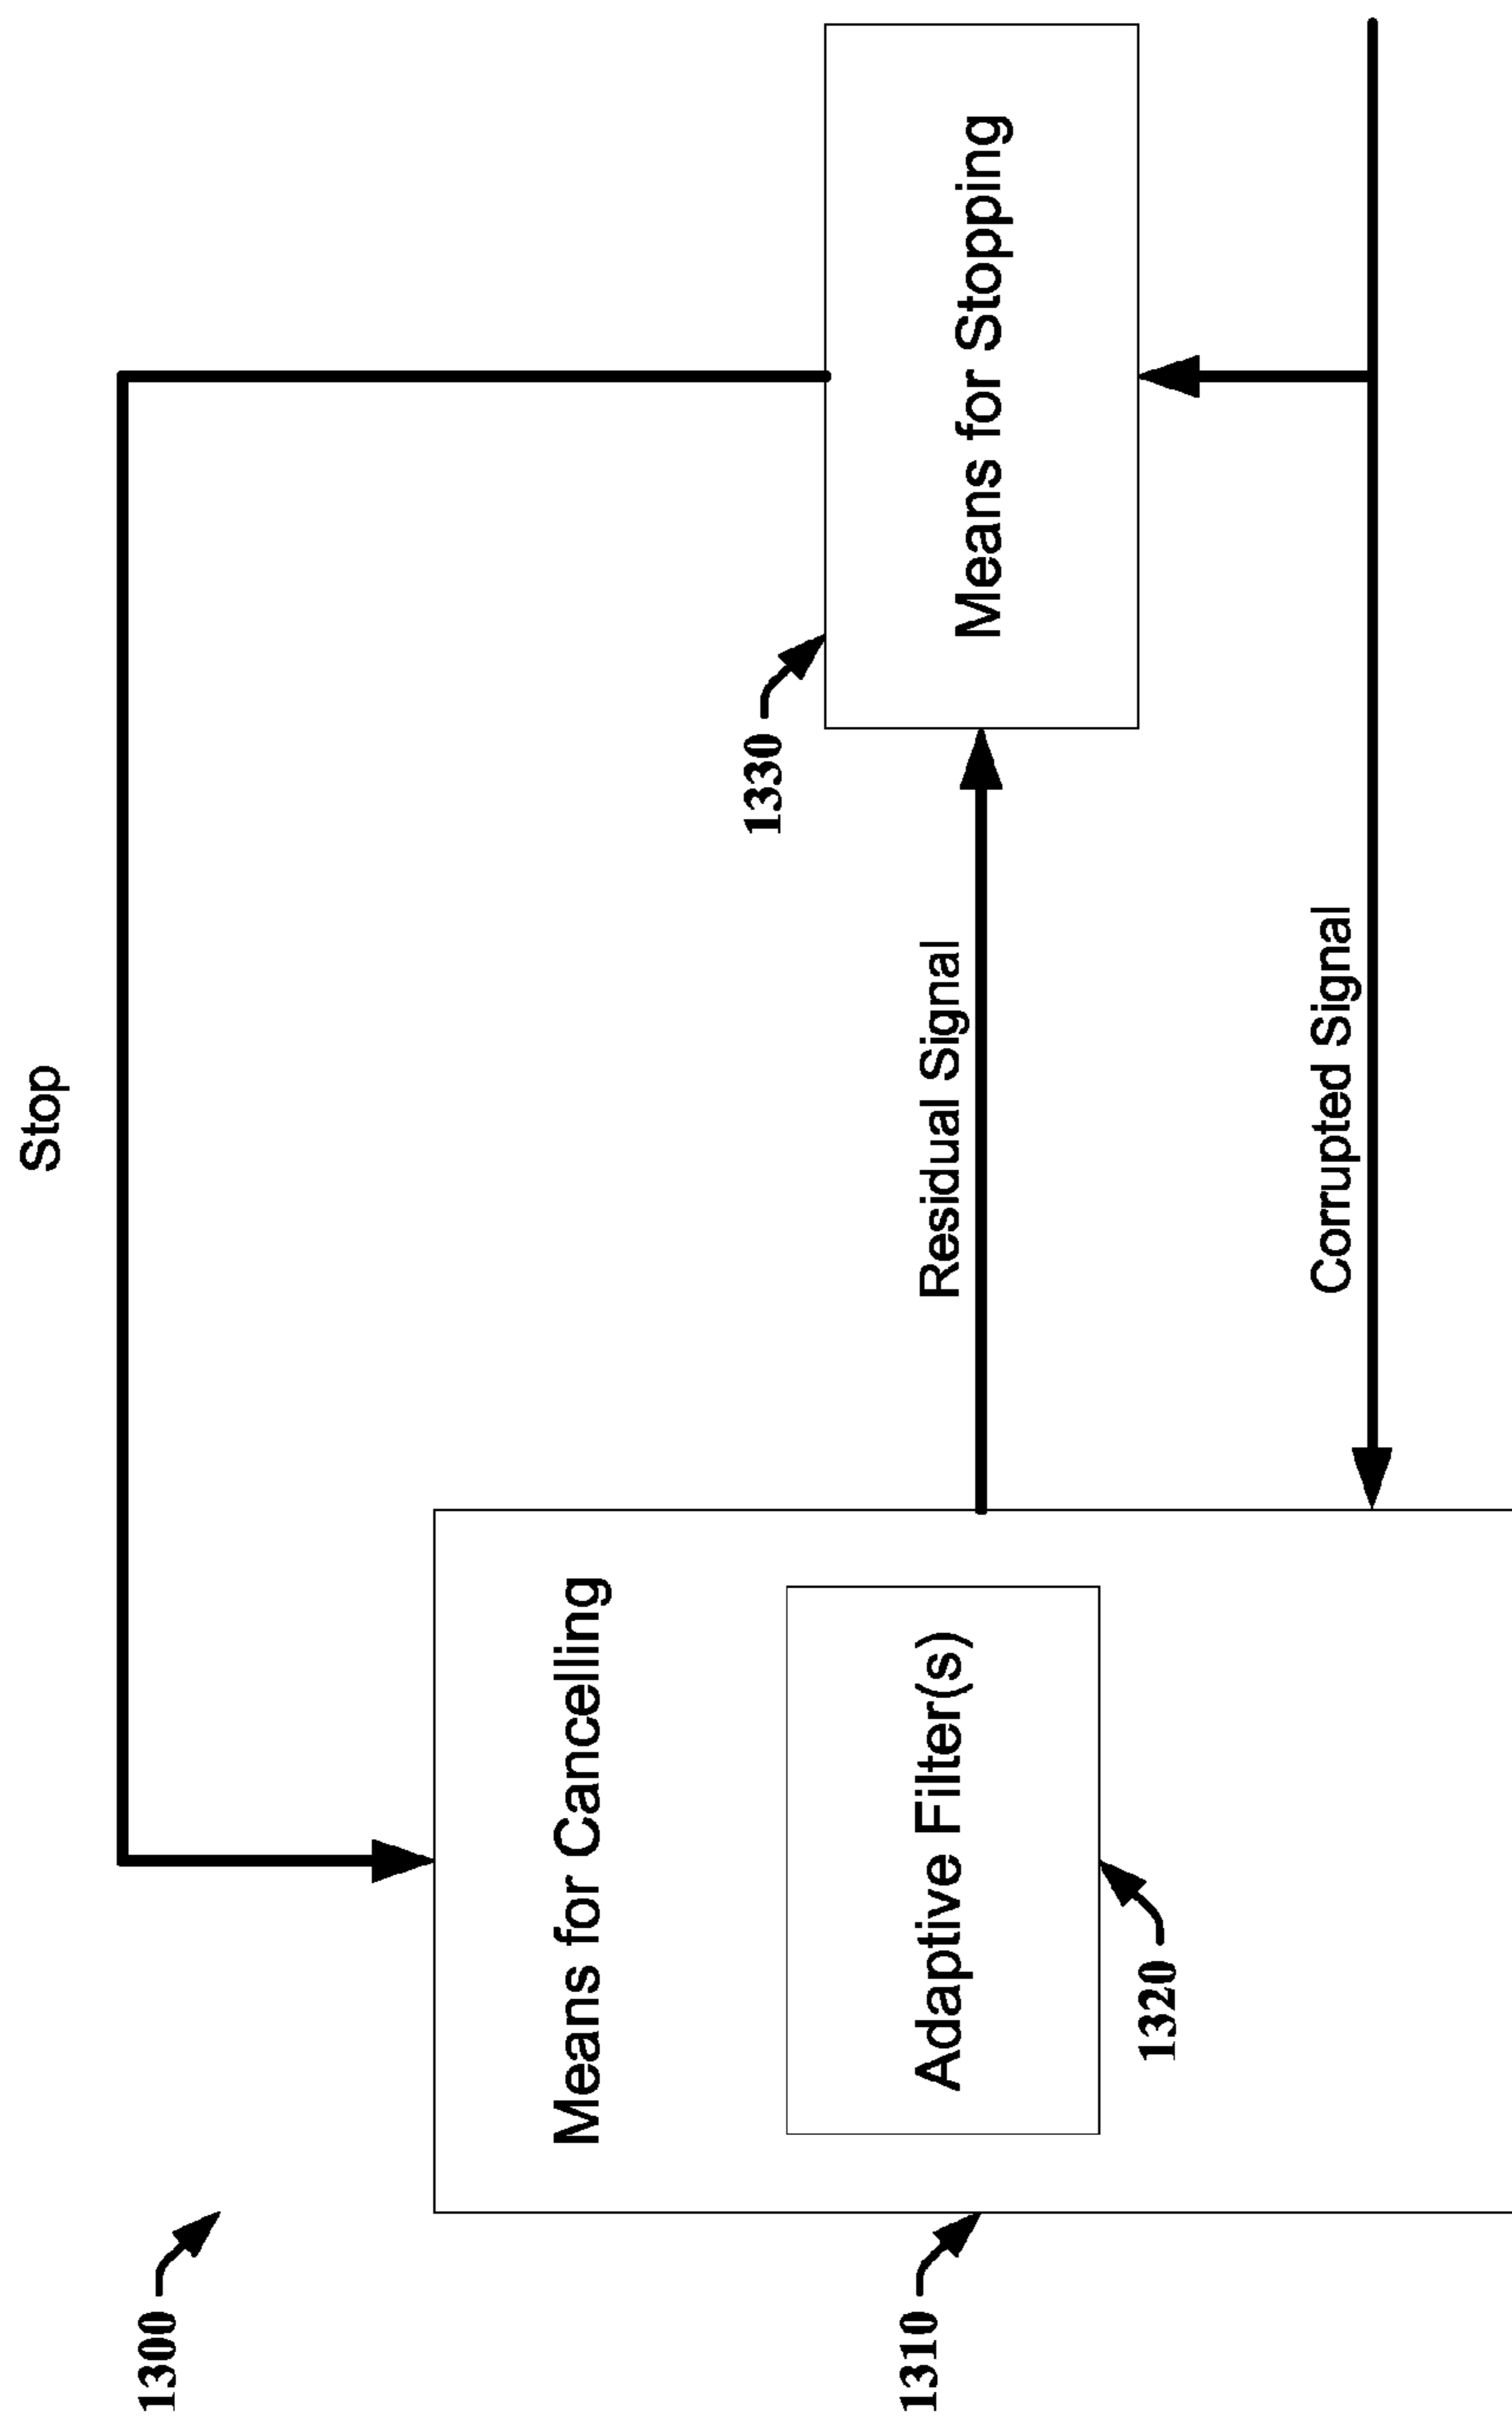 1300
Stop
1310
Means for Cancelling
Adaptive Filter(s)
1320
Residual Signal
1330
Means for Stopping
Corrupted Signal